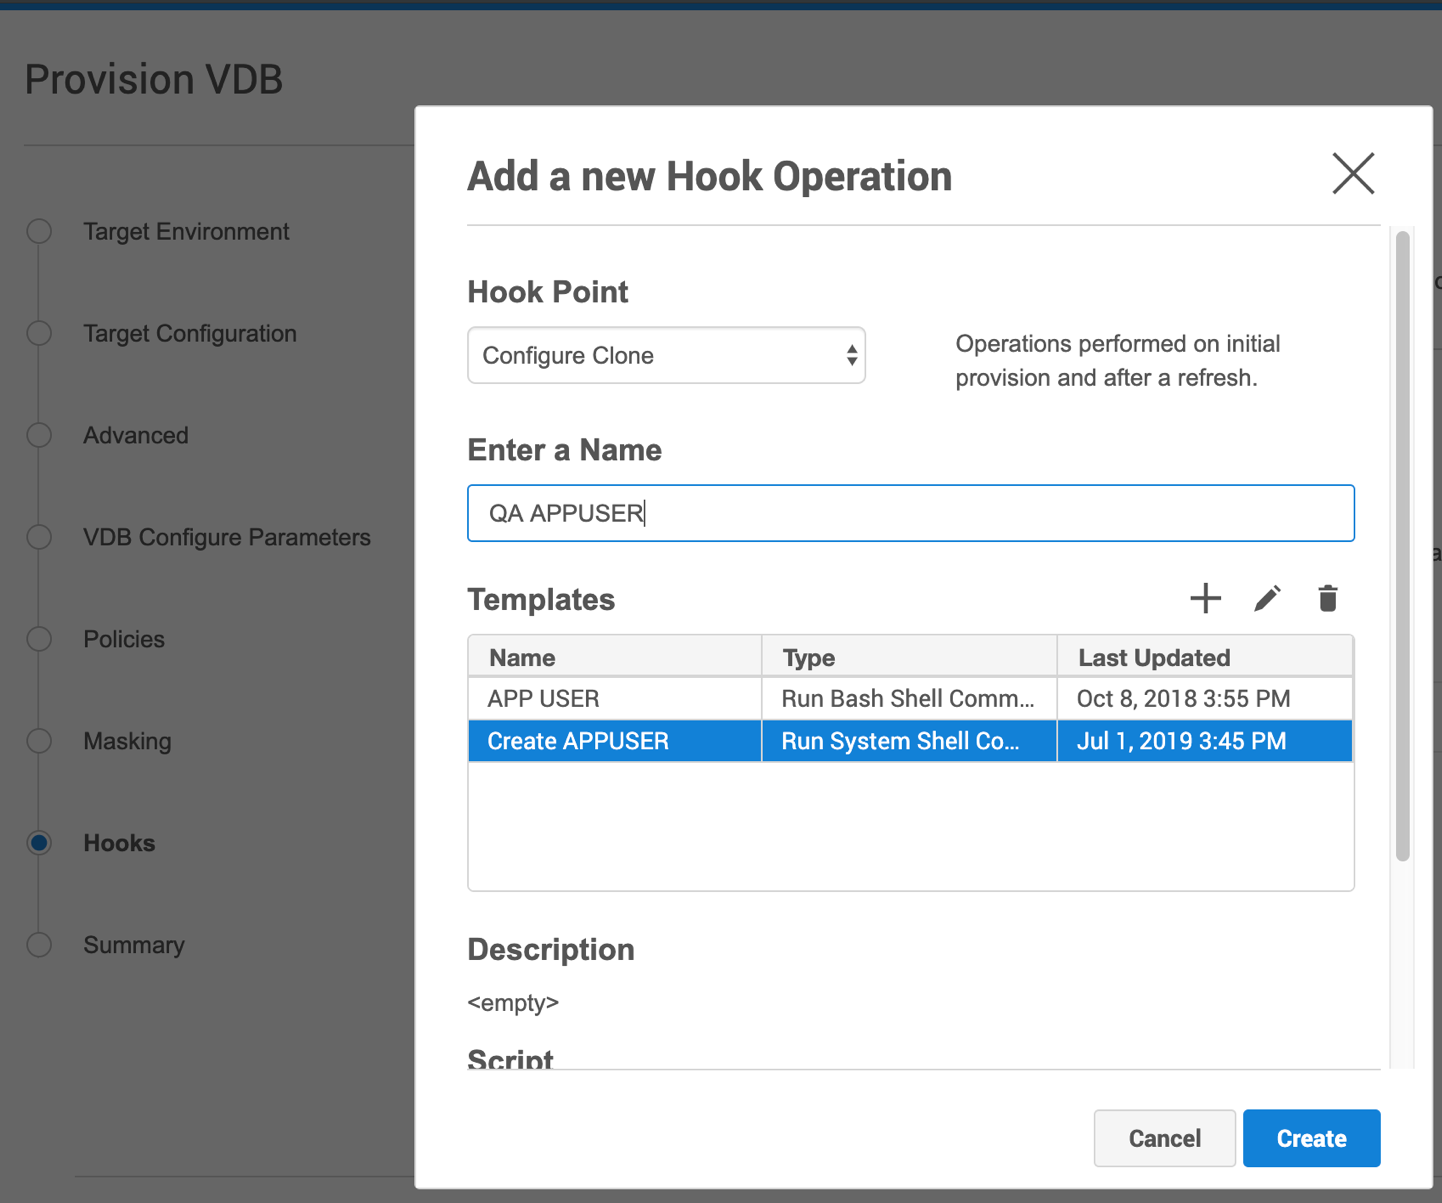 Provision VDB
Target Environment
Target Configuration
Advanced
VDB Configure Parameters
Policies
Masking
Hooks
Summary
Add a new Hook Operation
Hook Point
Configure Clone
Operations performed on initial
provision and after a refresh.
Enter a Name
QA APPUSER
Templates
Name Type Last Updated
APP USER Run Bash Shell Comm... Oct 8, 2018 3:55 PM
Create APPUSER Run System Shell Co... Jul 1, 2019 3:45 PM
Description
<empty>
Script
Cancel Create